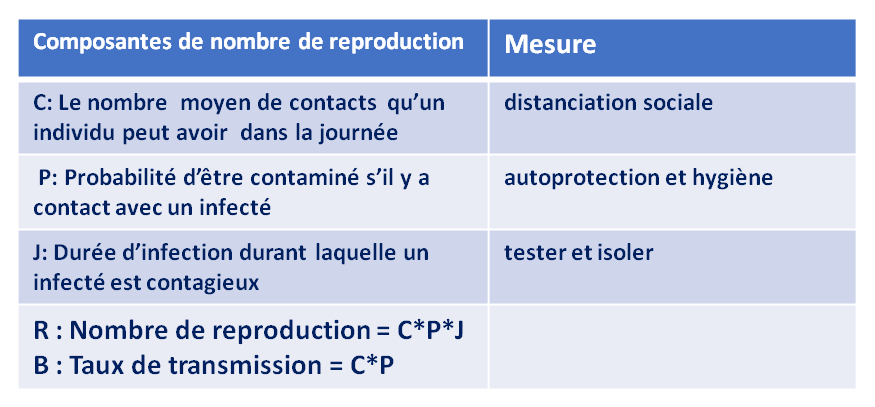 Composantes de nombre de reproduction
Mesure
C: Le nombre moyen de contacts qu’un
individu peut avoir dans la journée
distanciation sociale
P: Probabilité d’être contaminé s’il y a
contact avec un infecté
autoprotection et hygiène
J: Durée d’infection durant laquelle un
infecté est contagieux
tester et isoler
R : Nombre de reproduction = C*P*J
B : Taux de transmission = C*P